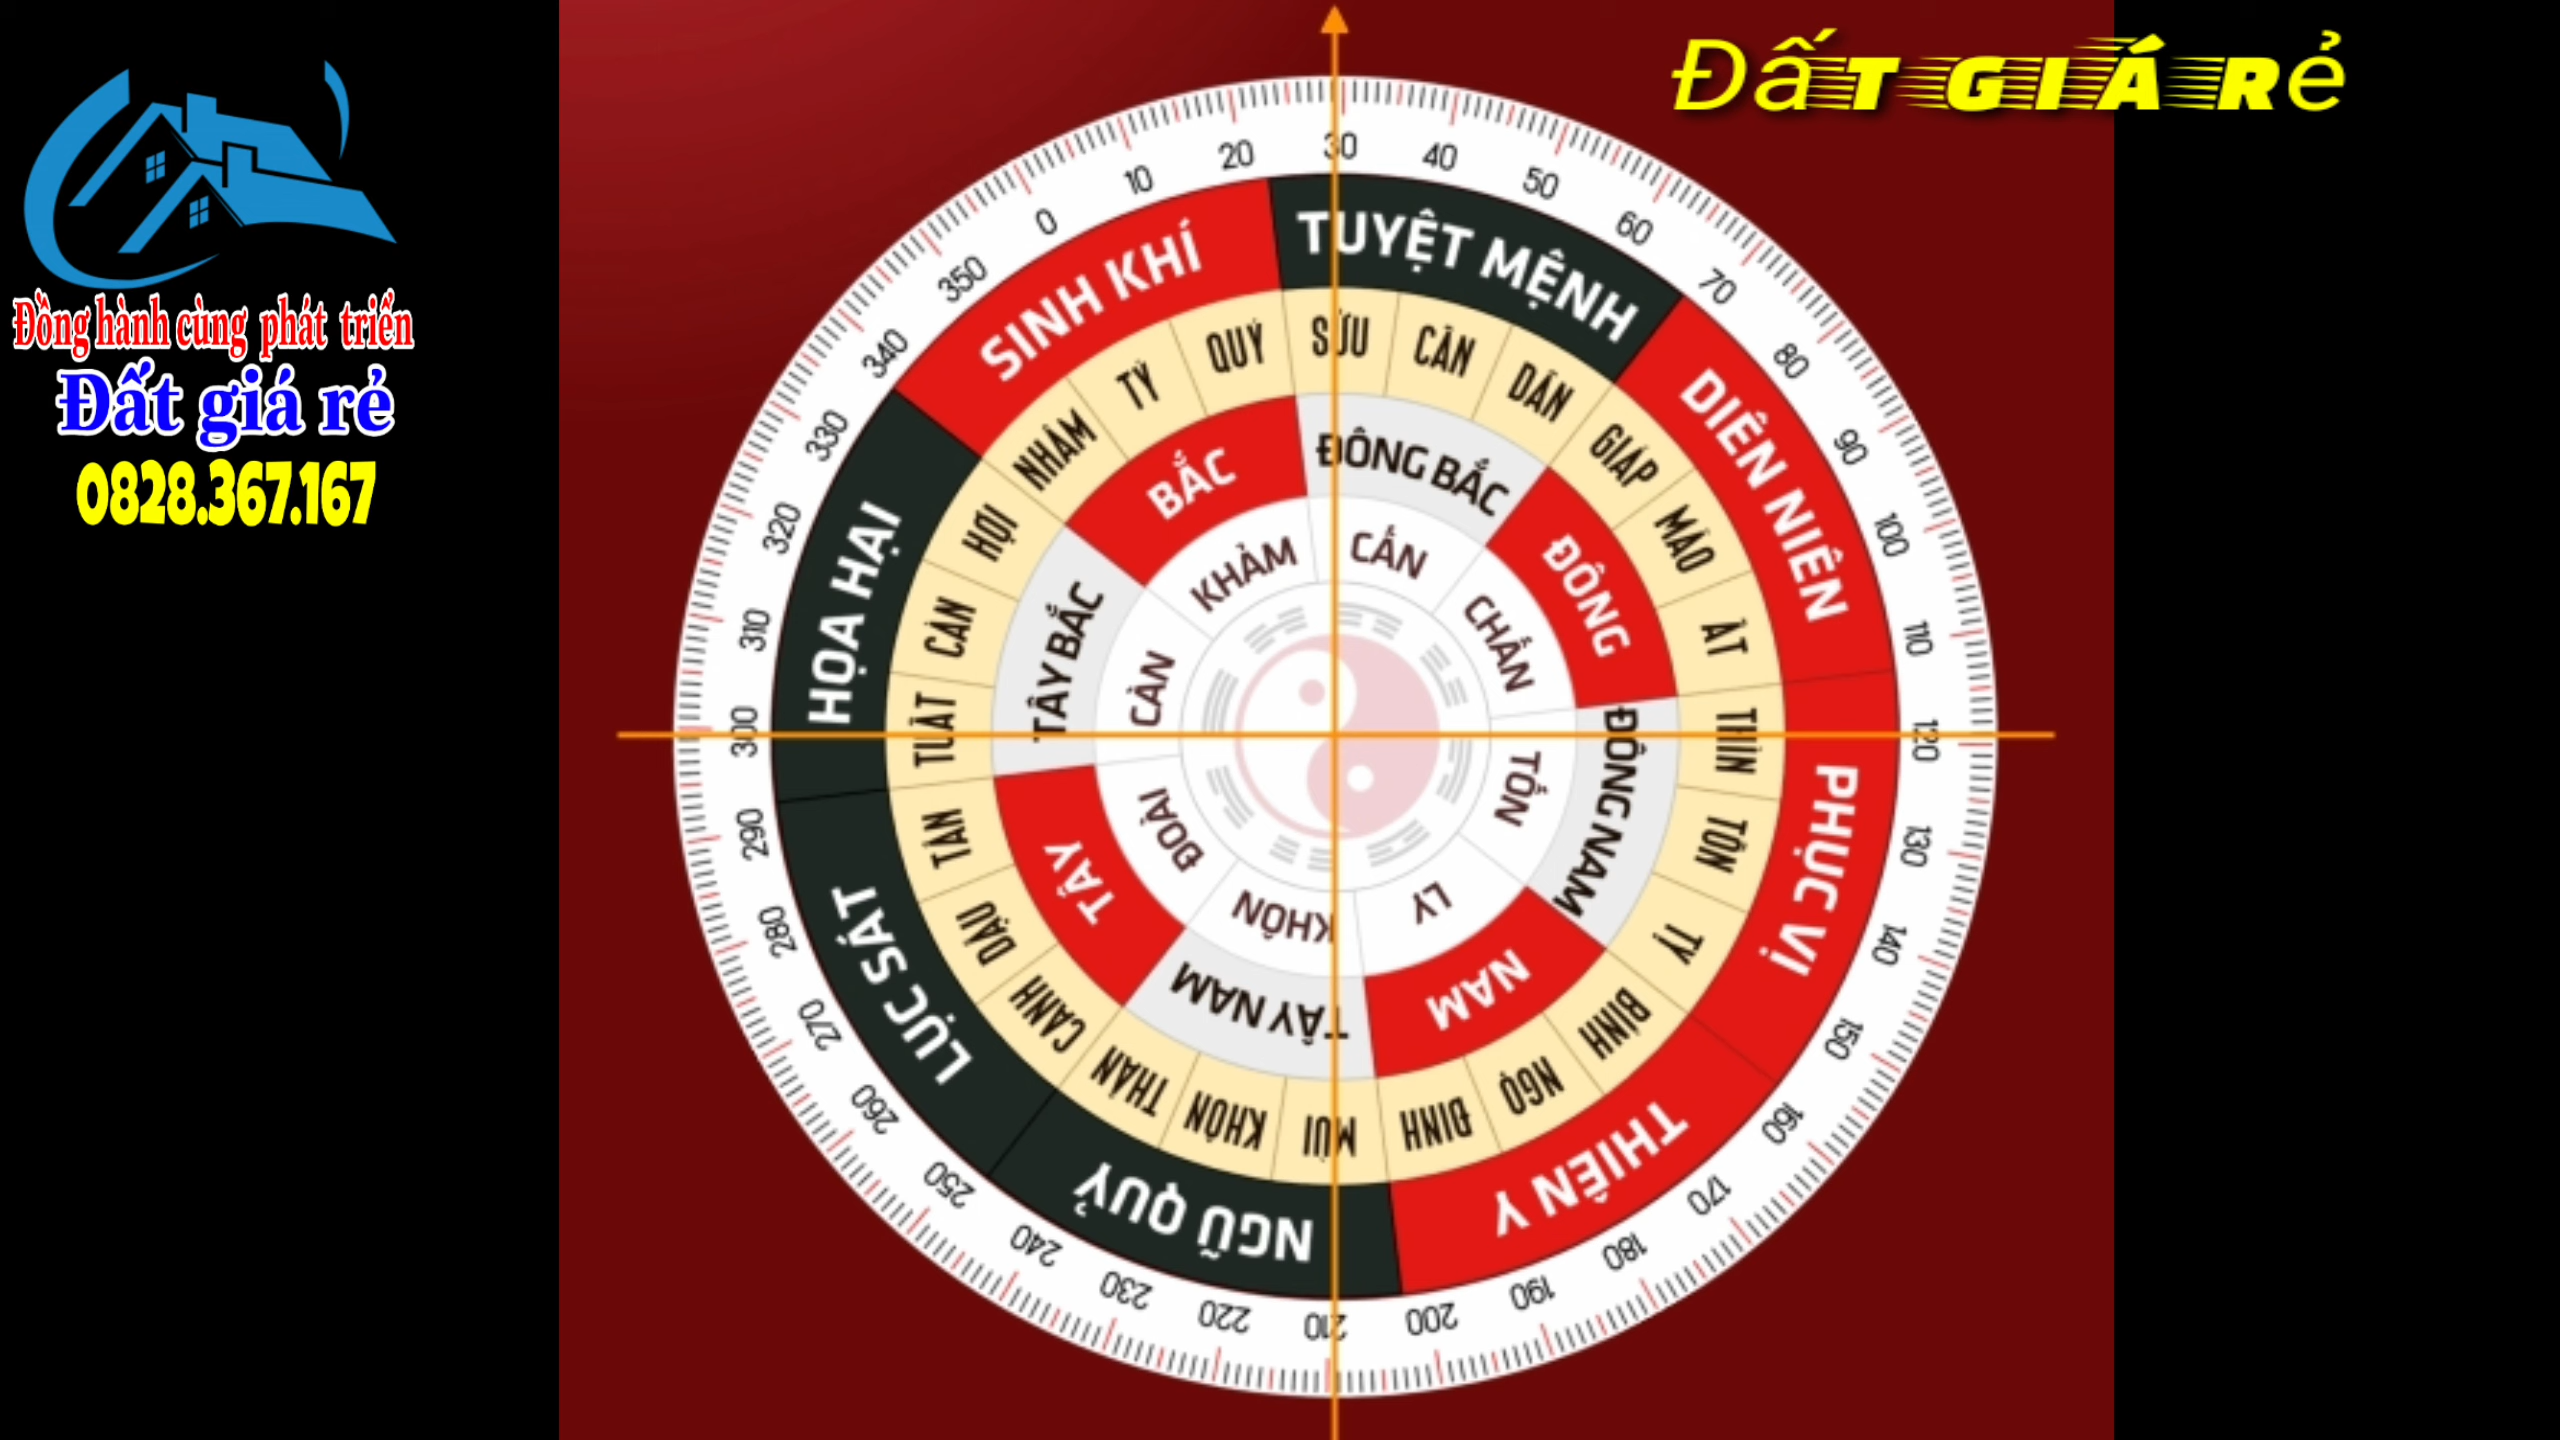 ĐấT GIÁ Rẻ
Đồng hành cùng phát triển
Đất giá rẻ
0828.367.167
0
10
20
30
40
50
60
70
80
90
100
110
120
130
140
150
160
170
180
190
200
210
220
230
240
250
260
270
280
290
300
310
320
330
340
350
SINH KHÍ
TUYỆT MỆNH
DIÊN NIÊN
PHỤC VỊ
THIÊN Y
NGŨ QUỶ
LỤC SÁT
HỌA HẠI
NHÂM
TÝ
QUÝ
SỬU
CẤN
DẦN
GIÁP
MÃO
ẤT
THÌN
TỐN
TỴ
BÍNH
NGỌ
ĐINH
MÙI
KHÔN
THÂN
CANH
DẬU
TÂN
TUẤT
CÀN
HỢI
BẮC
ĐÔNG BẮC
ĐÔNG
ĐÔNG NAM
NAM
TÂY NAM
TÂY
TÂY BẮC
KHẢM
CẤN
CHẤN
TỐN
LY
KHÔN
ĐOÀI
CÀN